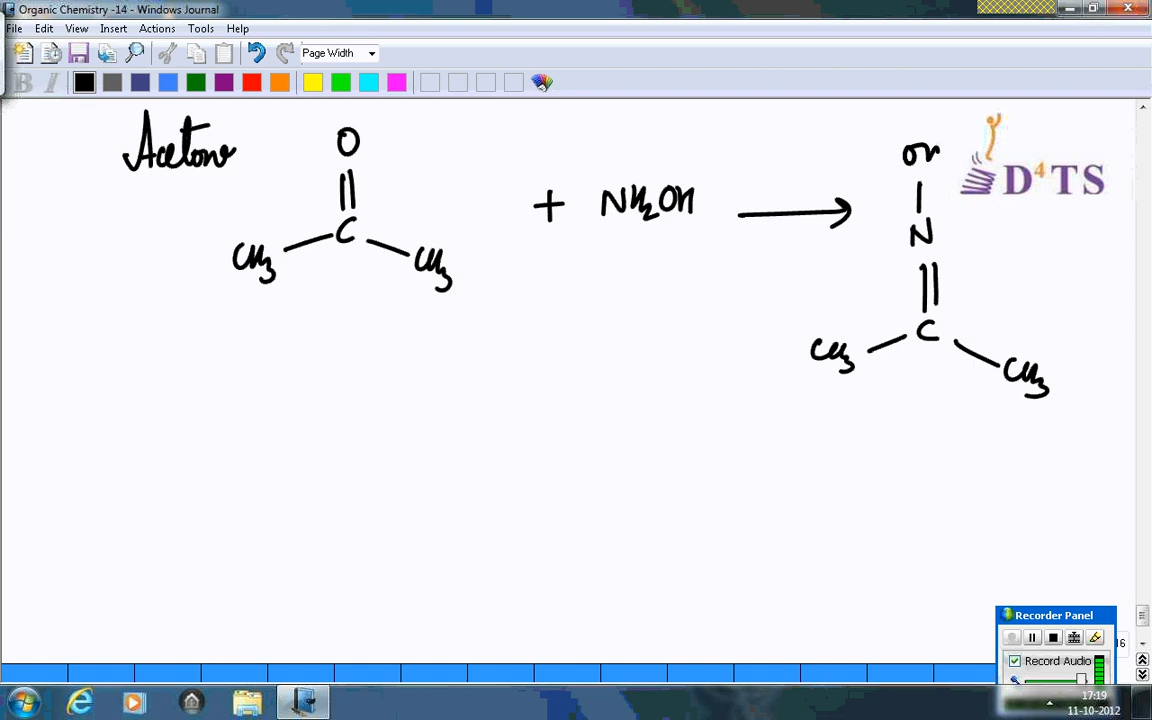 Organic Chemistry -14 - Windows Journal
File Edit View Insert Actions Tools Help
Page Width
B I
Acetone
O
C
CH3 CH3
+ NH2OH
OH
N
C
CH3 CH3
D4TS
Recorder Panel
16
Record Audio
17:19
11-10-2012